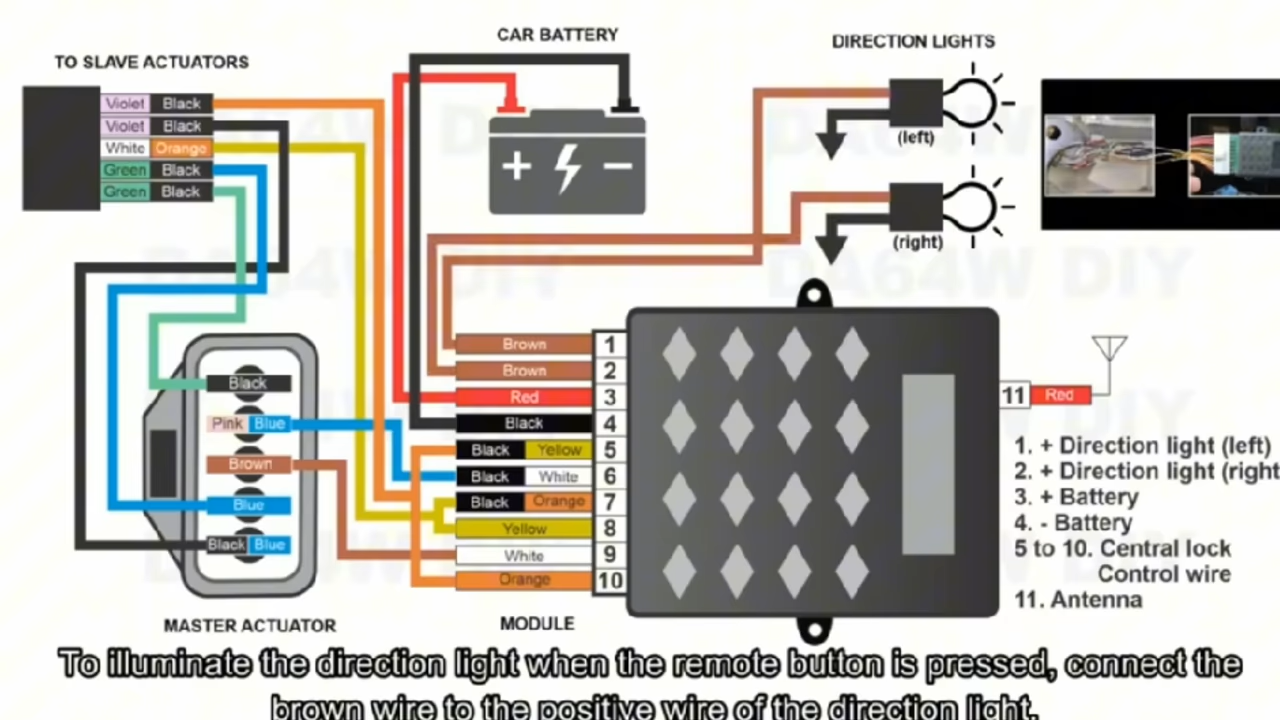 CAR BATTERY
DIRECTION LIGHTS
TO SLAVE ACTUATORS
Violet Black
Violet Black
White Orange
Green Black
Green Black
(left)
(right)
DA64W DIY
1 Brown
2 Brown
3 Red
4 Black
5 Black Yellow
6 Black White
7 Black Orange
8 Yellow
9 White
10 Orange
Black
Pink Blue
Brown
Blue
Black Blue
11 Red
1. + Direction light (left)
2. + Direction light (right
3. + Battery
4. - Battery
5 to 10. Central lock
Control wire
11. Antenna
MASTER ACTUATOR
MODULE
To illuminate the direction light when the remote button is pressed, connect the
brown wire to the positive wire of the direction light.